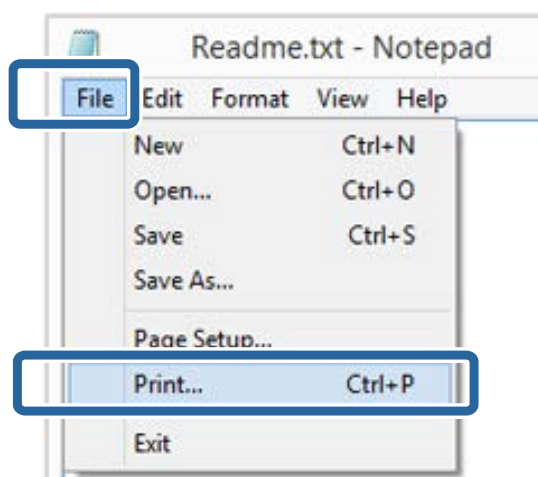 Readme.txt - Notepad
File Edit Format View Help
New Ctrl+N
Open... Ctrl+O
Save Ctrl+S
Save As...
Page Setup...
Print... Ctrl+P
Exit